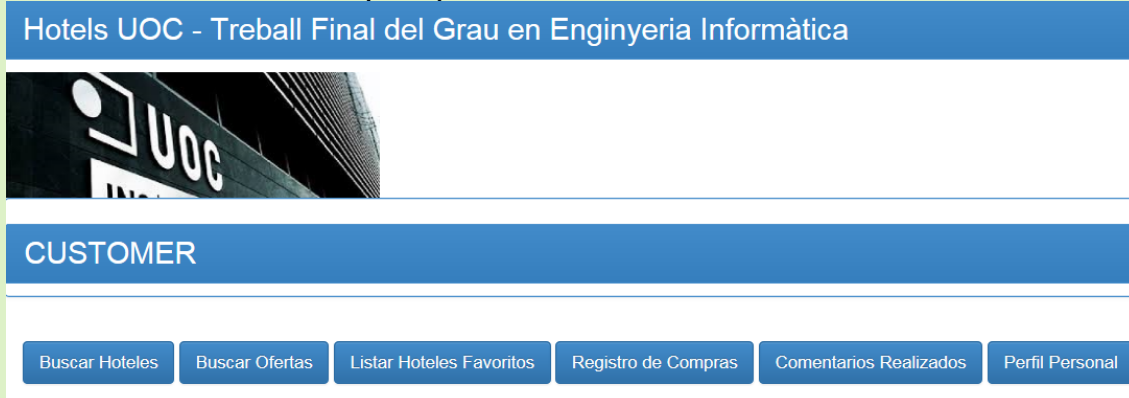 Hotels UOC - Treball Final del Grau en Enginyeria Informàtica
UOC
CUSTOMER
Buscar Hoteles Buscar Ofertas Listar Hoteles Favoritos Registro de Compras Comentarios Realizados Perfil Personal